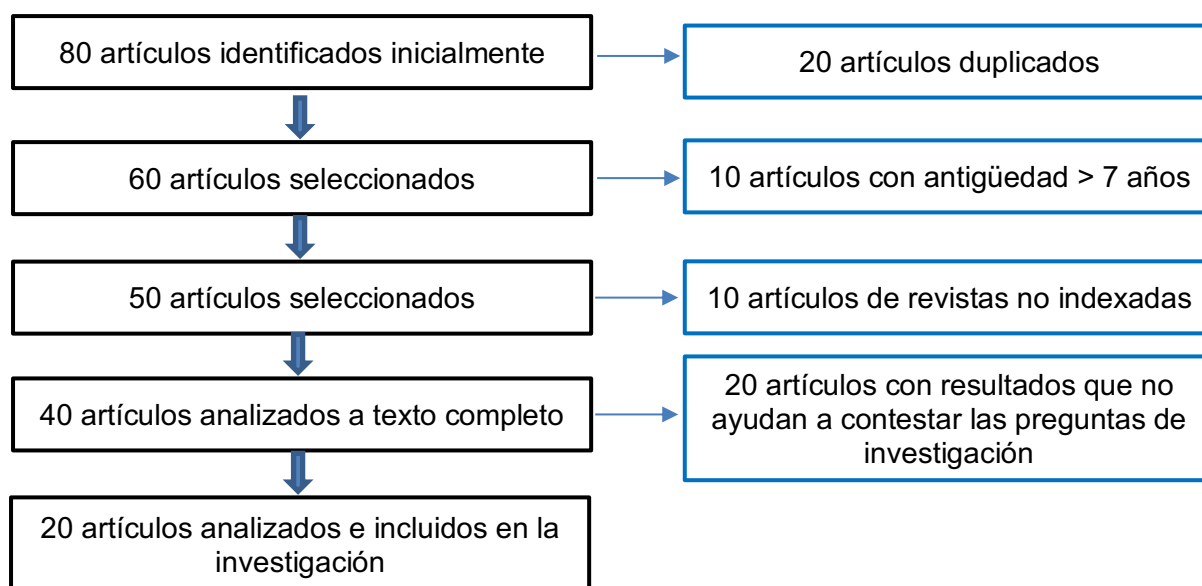 80 artículos identificados inicialmente
20 artículos duplicados
60 artículos seleccionados
10 artículos con antigüedad > 7 años
50 artículos seleccionados
10 artículos de revistas no indexadas
40 artículos analizados a texto completo
20 artículos con resultados que no
ayudan a contestar las preguntas de
investigación
20 artículos analizados e incluidos en la
investigación